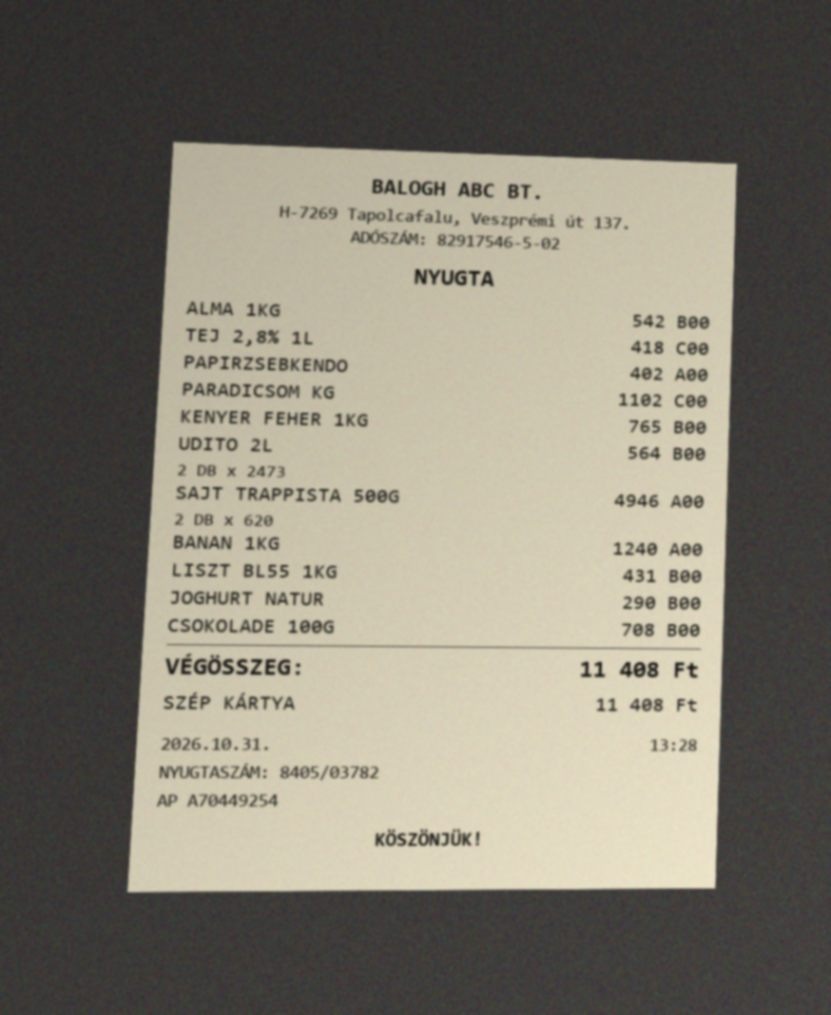 BALOGH ABC BT.
H-7269 Tapolcafalu, Veszprémi út 137.
ADÓSZÁM: 82917546-5-02
NYUGTA
ALMA 1KG 542 B00
TEJ 2,8% 1L 418 C00
PAPIRZSEBKENDO 402 A00
PARADICSOM KG 1102 C00
KENYER FEHER 1KG 765 B00
UDITO 2L 564 B00
2 DB x 2473
SAJT TRAPPISTA 500G 4946 A00
2 DB x 620
BANAN 1KG 1240 A00
LISZT BL55 1KG 431 B00
JOGHURT NATUR 290 B00
CSOKOLADE 100G 708 B00
VÉGÖSSZEG: 11 408 Ft
SZÉP KÁRTYA 11 408 Ft
2026.10.31. 13:28
NYUGTASZÁM: 8405/03782
AP A70449254
KÖSZÖNJÜK!